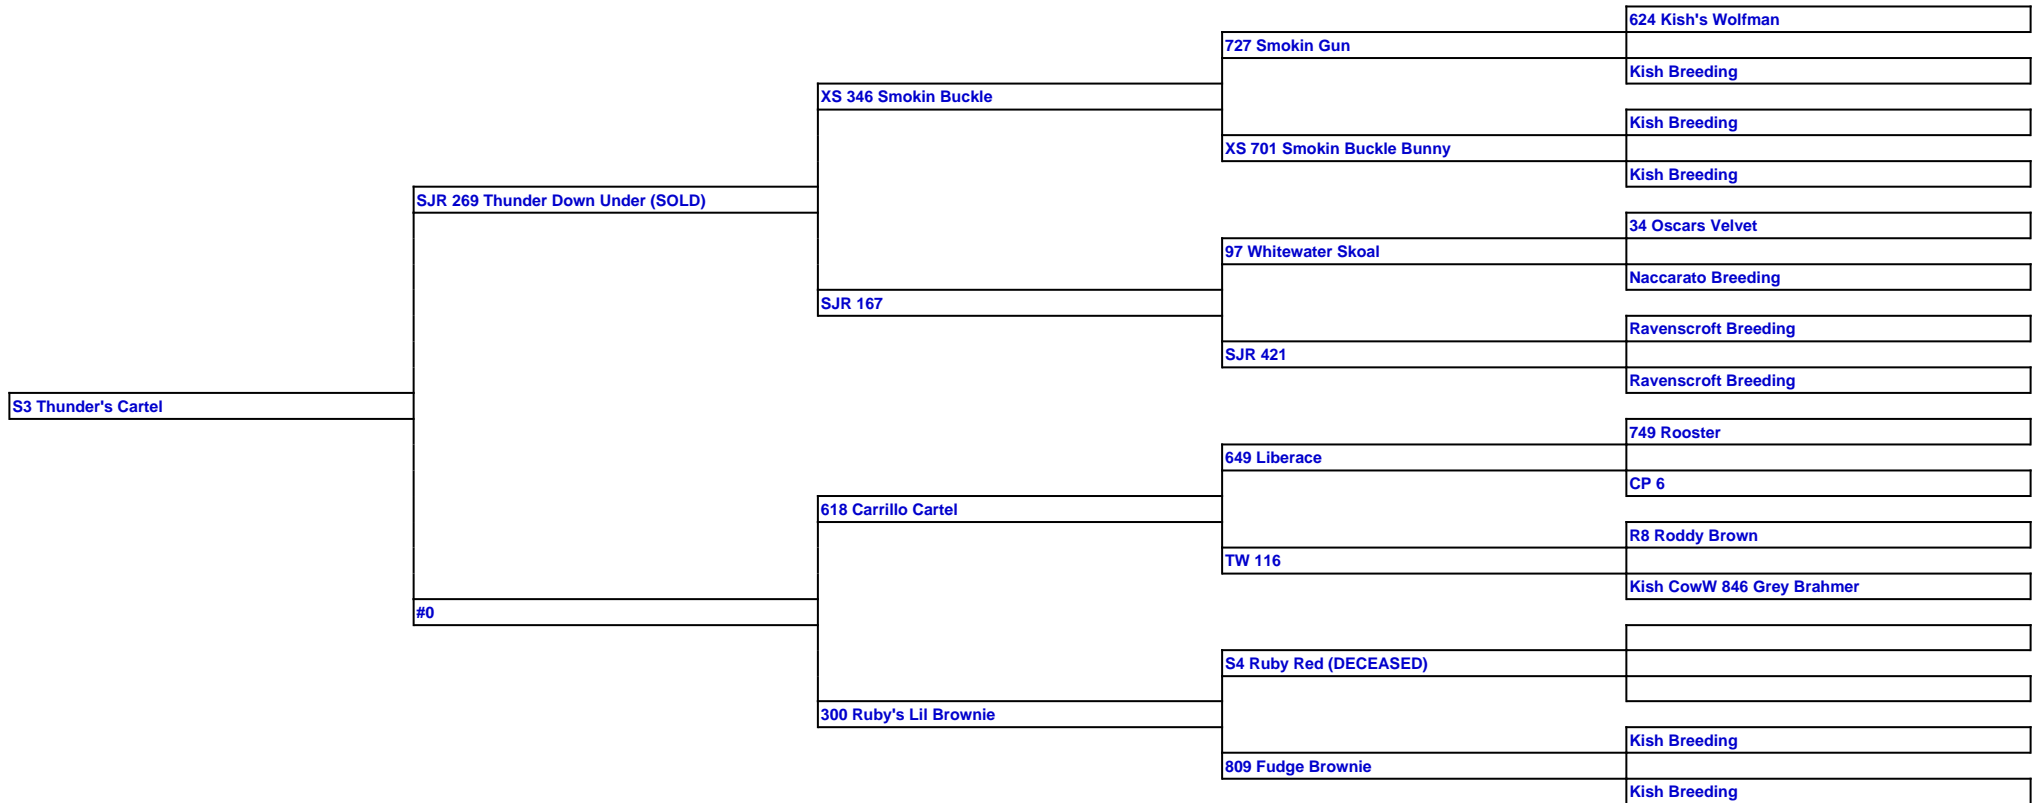 624 Kish's Wolfman
727 Smokin Gun
Kish Breeding
XS 346 Smokin Buckle
Kish Breeding
XS 701 Smokin Buckle Bunny
Kish Breeding
SJR 269 Thunder Down Under (SOLD)
34 Oscars Velvet
97 Whitewater Skoal
Naccarato Breeding
SJR 167
Ravenscroft Breeding
SJR 421
Ravenscroft Breeding
S3 Thunder's Cartel
749 Rooster
649 Liberace
CP 6
618 Carrillo Cartel
R8 Roddy Brown
TW 116
Kish CowW 846 Grey Brahmer
#0
S4 Ruby Red (DECEASED)
300 Ruby's Lil Brownie
Kish Breeding
809 Fudge Brownie
Kish Breeding